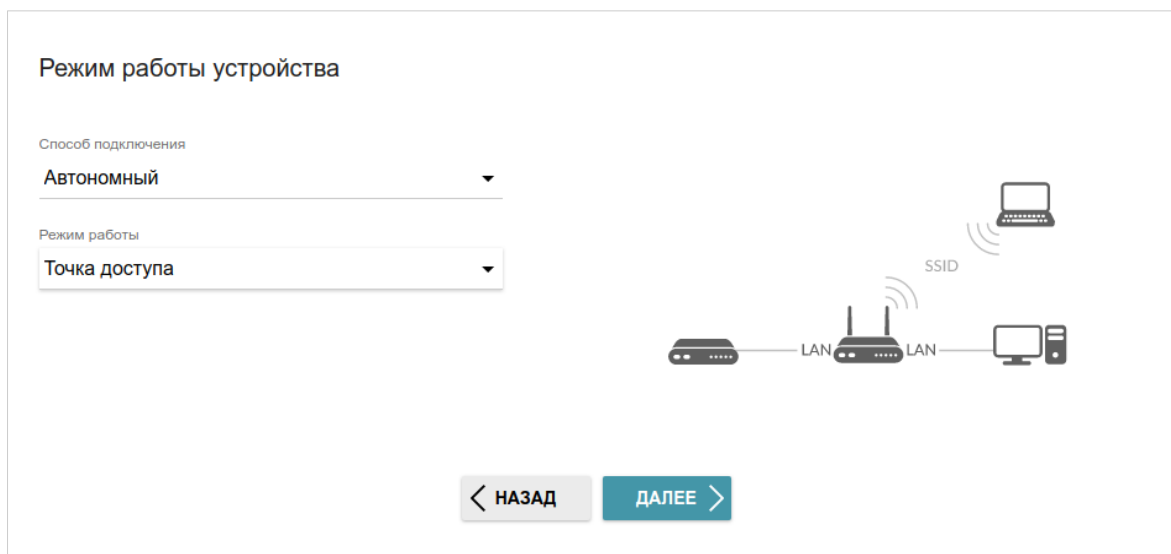 Режим работы устройства
Способ подключения
Автономный
Режим работы
Точка доступа
SSID
LAN LAN
НАЗАД ДАЛЕЕ